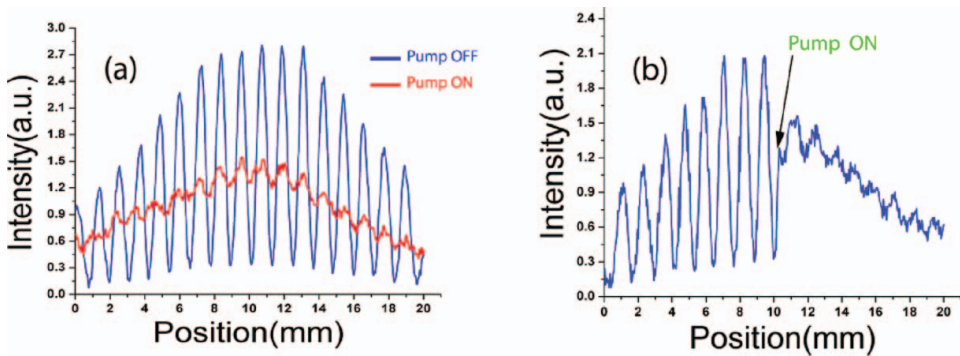 3.0
2.7
2.4
2.1
1.8
1.5
1.2
0.9
0.6
0.3
0.0
Intensity(a.u.)
(a)
Pump OFF
Pump ON
0 2 4 6 8 10 12 14 16 18 20
Position(mm)
2.4
2.1
1.8
1.5
1.2
0.9
0.6
0.3
0.0
Intensity(a.u.)
Pump ON
(b)
0 2 4 6 8 10 12 14 16 18 20
Position(mm)